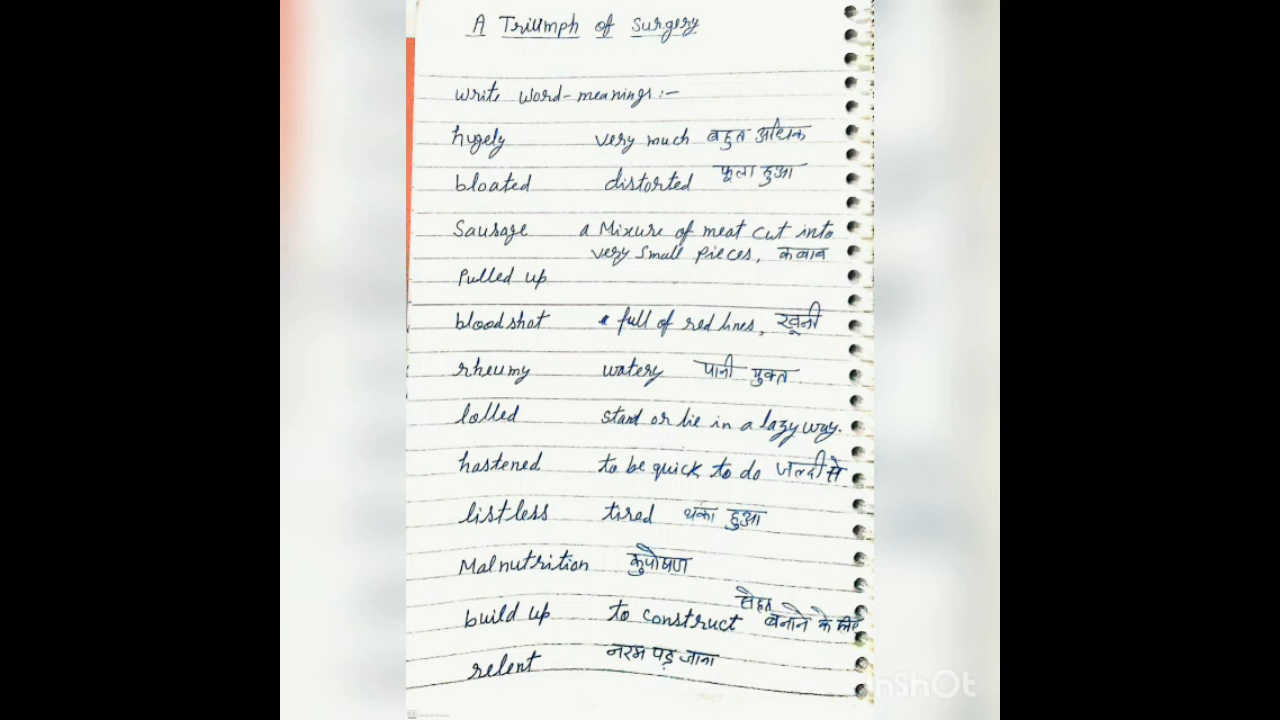 A Triumph of Surgery
Write word-meanings:-
hugely very much बहुत अधिक
bloated distorted फूला हुआ
Sausage a Mixure of meat cut into
very small pieces, कबाब
Pulled up
bloodshot full of red lines, खूनी
rheumy watery पानी युक्त
lolled stand or lie in a lazy way.
hastened to be quick to do जल्दी से
listless tired थका हुआ
Malnutrition कुपोषण
सेहत
build up to construct बनाने के लिए
relent नरम पड़ जाना
InShOt